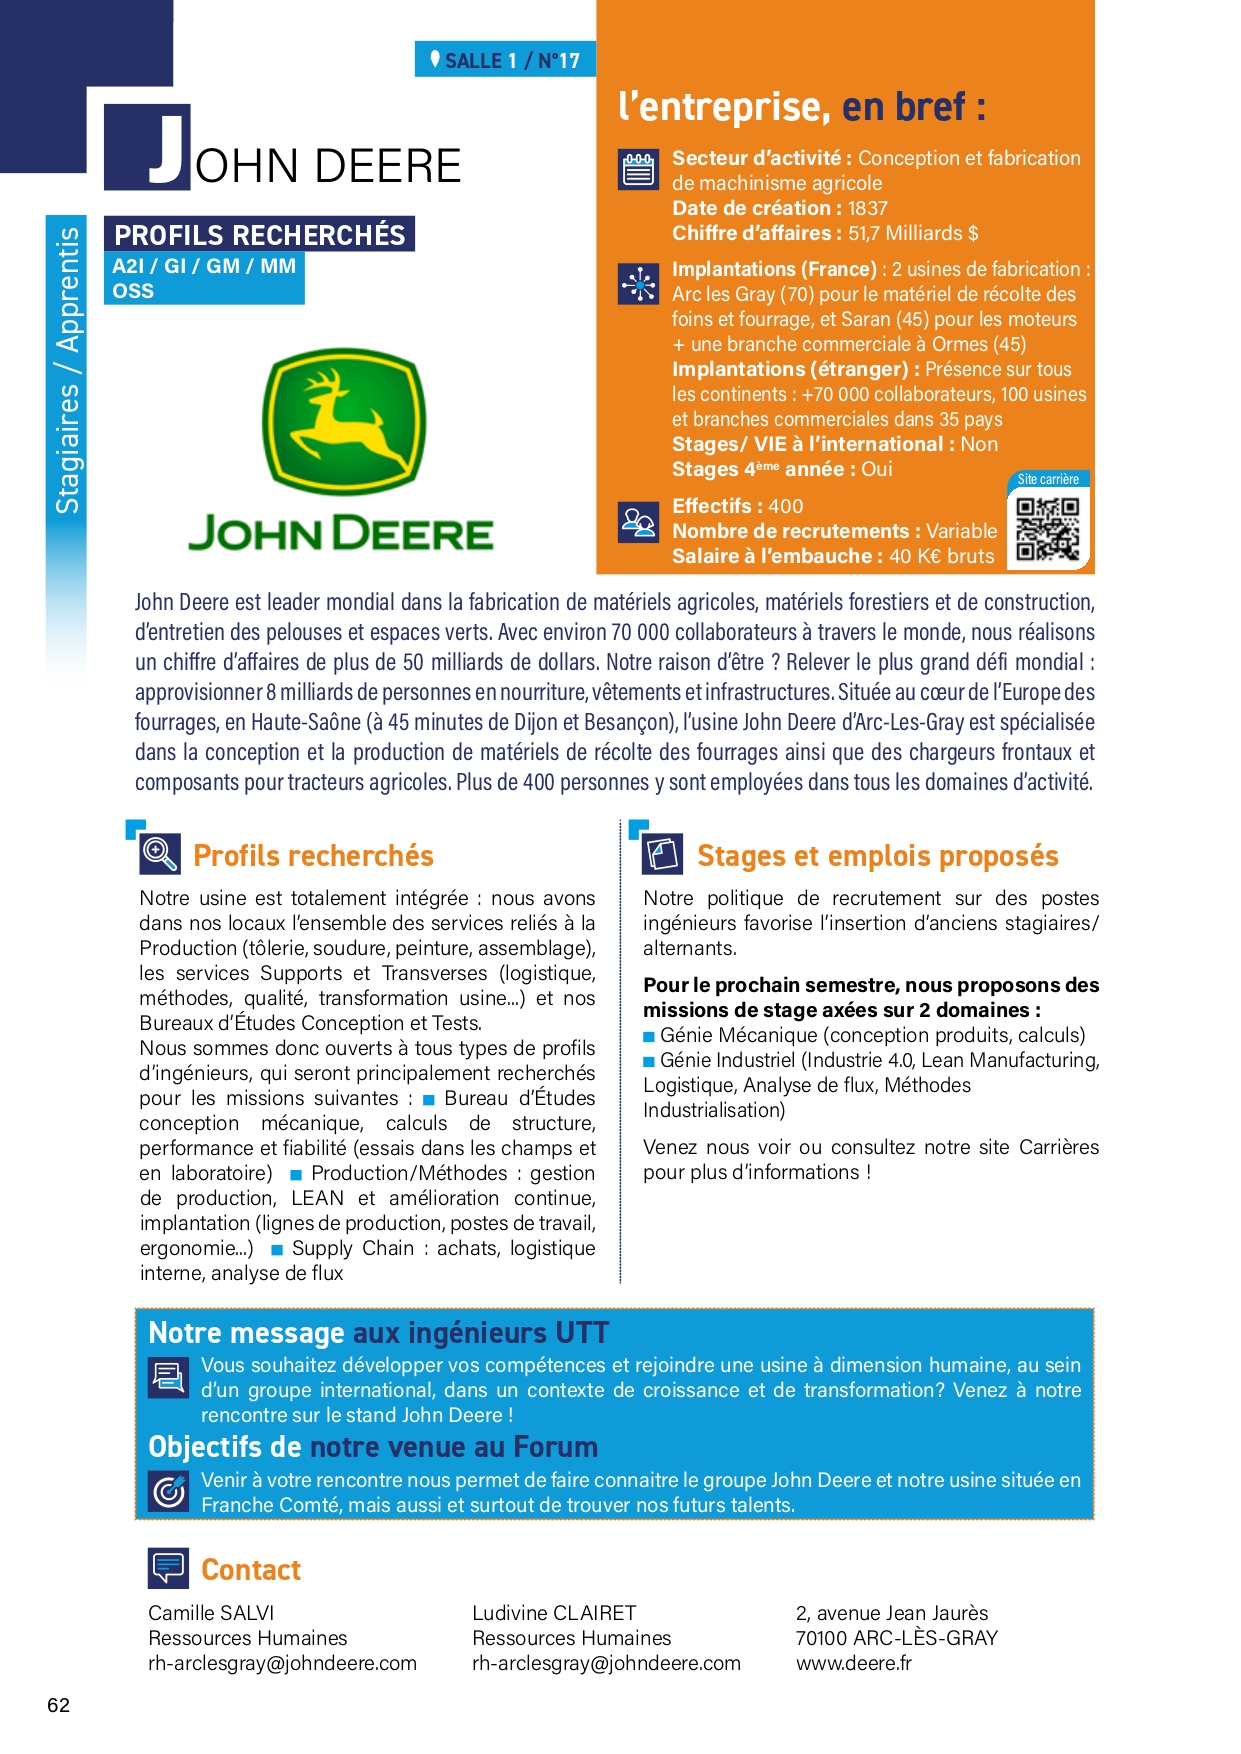 SALLE 1 / N°17
JOHN DEERE
PROFILS RECHERCHÉS
A2I / GI / GM / MM
OSS
Stagiaires / Apprentis
JOHN DEERE
l'entreprise, en bref :
Secteur d'activité : Conception et fabrication
de machinisme agricole
Date de création : 1837
Chiffre d'affaires : 51,7 Milliards $
Implantations (France) : 2 usines de fabrication :
Arc les Gray (70) pour le matériel de récolte des
foins et fourrage, et Saran (45) pour les moteurs
+ une branche commerciale à Ormes (45)
Implantations (étranger) : Présence sur tous
les continents : +70 000 collaborateurs, 100 usines
et branches commerciales dans 35 pays
Stages/ VIE à l'international : Non
Stages 4ème année : Oui
Effectifs : 400
Nombre de recrutements : Variable
Salaire à l'embauche : 40 K€ bruts
Site carrière
John Deere est leader mondial dans la fabrication de matériels agricoles, matériels forestiers et de construction,
d'entretien des pelouses et espaces verts. Avec environ 70 000 collaborateurs à travers le monde, nous réalisons
un chiffre d'affaires de plus de 50 milliards de dollars. Notre raison d'être ? Relever le plus grand défi mondial :
approvisionner 8 milliards de personnes en nourriture, vêtements et infrastructures. Située au cœur de l'Europe des
fourrages, en Haute-Saône (à 45 minutes de Dijon et Besançon), l'usine John Deere d'Arc-Les-Gray est spécialisée
dans la conception et la production de matériels de récolte des fourrages ainsi que des chargeurs frontaux et
composants pour tracteurs agricoles. Plus de 400 personnes y sont employées dans tous les domaines d'activité.
Profils recherchés
Notre usine est totalement intégrée : nous avons
dans nos locaux l'ensemble des services reliés à la
Production (tôlerie, soudure, peinture, assemblage),
les services Supports et Transverses (logistique,
méthodes, qualité, transformation usine...) et nos
Bureaux d'Études Conception et Tests.
Nous sommes donc ouverts à tous types de profils
d'ingénieurs, qui seront principalement recherchés
pour les missions suivantes : ■ Bureau d'Études
conception mécanique, calculs de structure,
performance et fiabilité (essais dans les champs et
en laboratoire) ■ Production/Méthodes : gestion
de production, LEAN et amélioration continue,
implantation (lignes de production, postes de travail,
ergonomie...) ■ Supply Chain : achats, logistique
interne, analyse de flux
Stages et emplois proposés
Notre politique de recrutement sur des postes
ingénieurs favorise l'insertion d'anciens stagiaires/
alternants.
Pour le prochain semestre, nous proposons des
missions de stage axées sur 2 domaines :
■ Génie Mécanique (conception produits, calculs)
■ Génie Industriel (Industrie 4.0, Lean Manufacturing,
Logistique, Analyse de flux, Méthodes
Industrialisation)
Venez nous voir ou consultez notre site Carrières
pour plus d'informations !
Notre message aux ingénieurs UTT
Vous souhaitez développer vos compétences et rejoindre une usine à dimension humaine, au sein
d'un groupe international, dans un contexte de croissance et de transformation? Venez à notre
rencontre sur le stand John Deere !
Objectifs de notre venue au Forum
Venir à votre rencontre nous permet de faire connaitre le groupe John Deere et notre usine située en
Franche Comté, mais aussi et surtout de trouver nos futurs talents.
Contact
Camille SALVI
Ressources Humaines
rh-arclesgray@johndeere.com
Ludivine CLAIRET
Ressources Humaines
rh-arclesgray@johndeere.com
2, avenue Jean Jaurès
70100 ARC-LÈS-GRAY
www.deere.fr
62